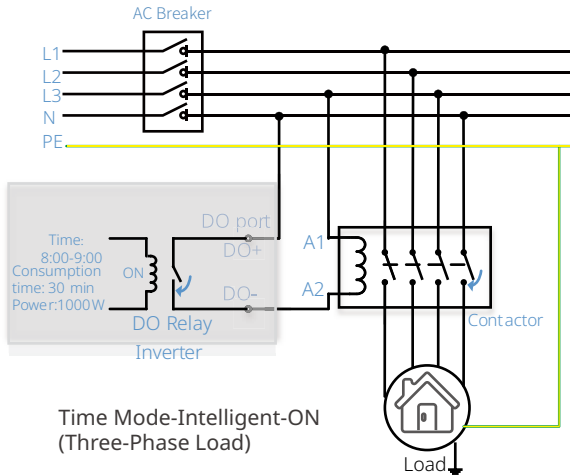 AC Breaker
L1
L2
L3
N
PE
DO port
Time:
8:00-9:00
Consumption
time: 30 min
Power:1000W
ON
DO+
DO-
DO Relay
Inverter
A1
A2
Contactor
Time Mode-Intelligent-ON
(Three-Phase Load)
Load